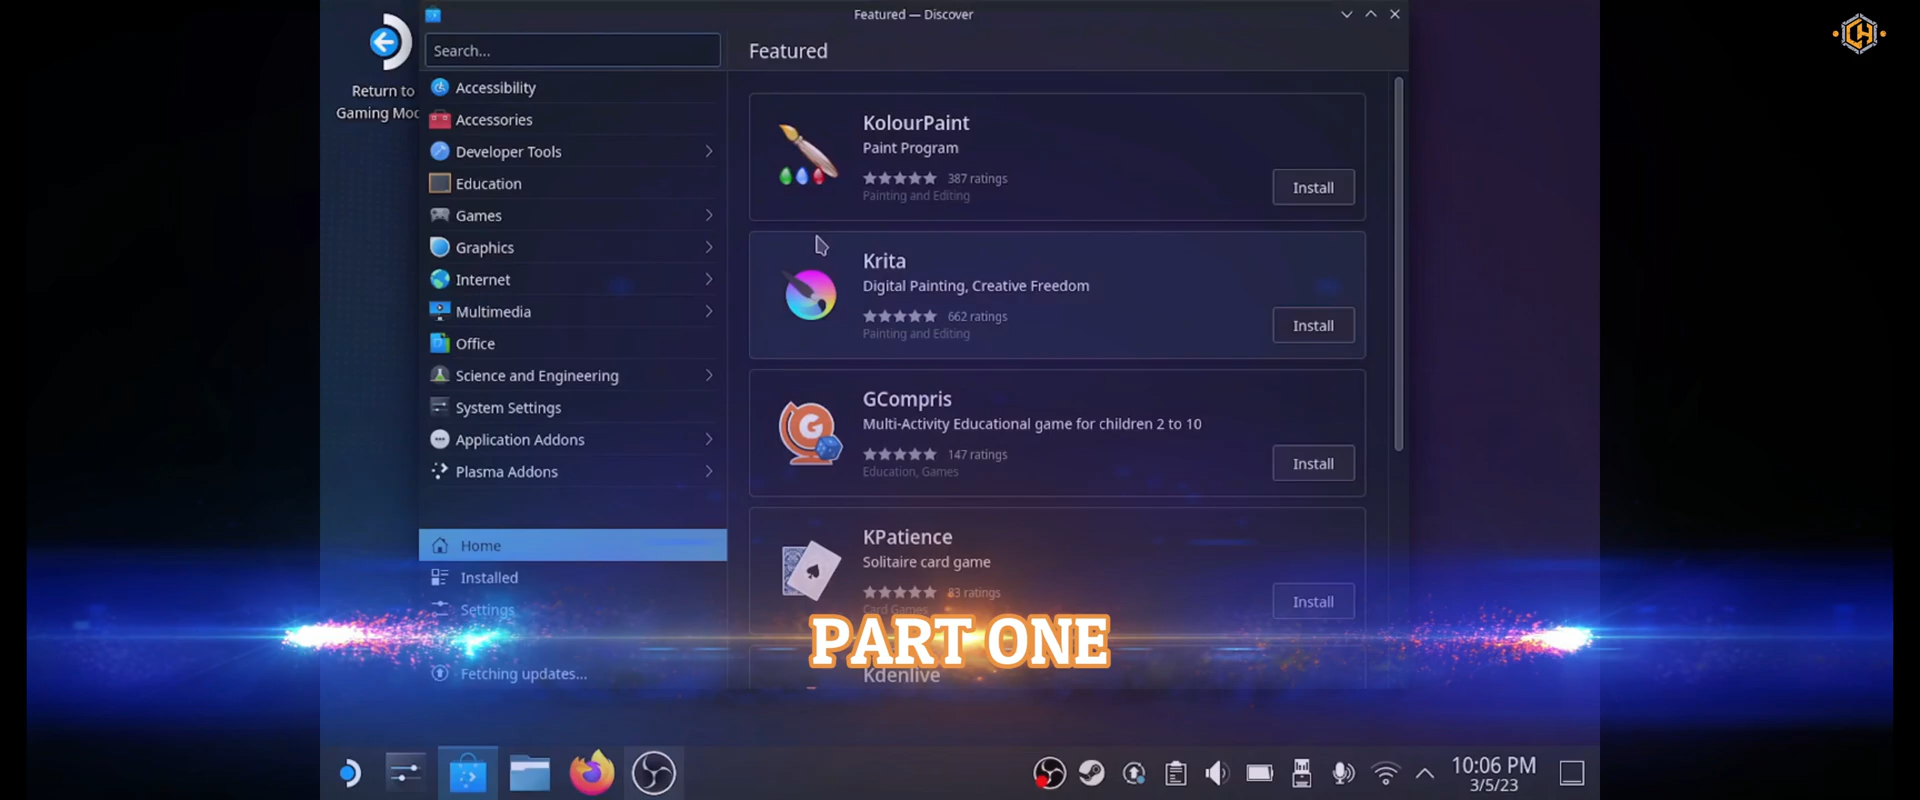 Featured — Discover
Return to
Gaming Mod
Search...
Accessibility
Accessories
Developer Tools
Education
Games
Graphics
Internet
Multimedia
Office
Science and Engineering
System Settings
Application Addons
Plasma Addons
Home
Installed
Settings
Fetching updates...
Featured
KolourPaint
Paint Program
387 ratings
Painting and Editing
Install
Krita
Digital Painting, Creative Freedom
662 ratings
Painting and Editing
Install
GCompris
Multi-Activity Educational game for children 2 to 10
147 ratings
Education, Games
Install
KPatience
Solitaire card game
83 ratings
Card Games
Install
PART ONE
Kdenlive
10:06 PM
3/5/23
CH